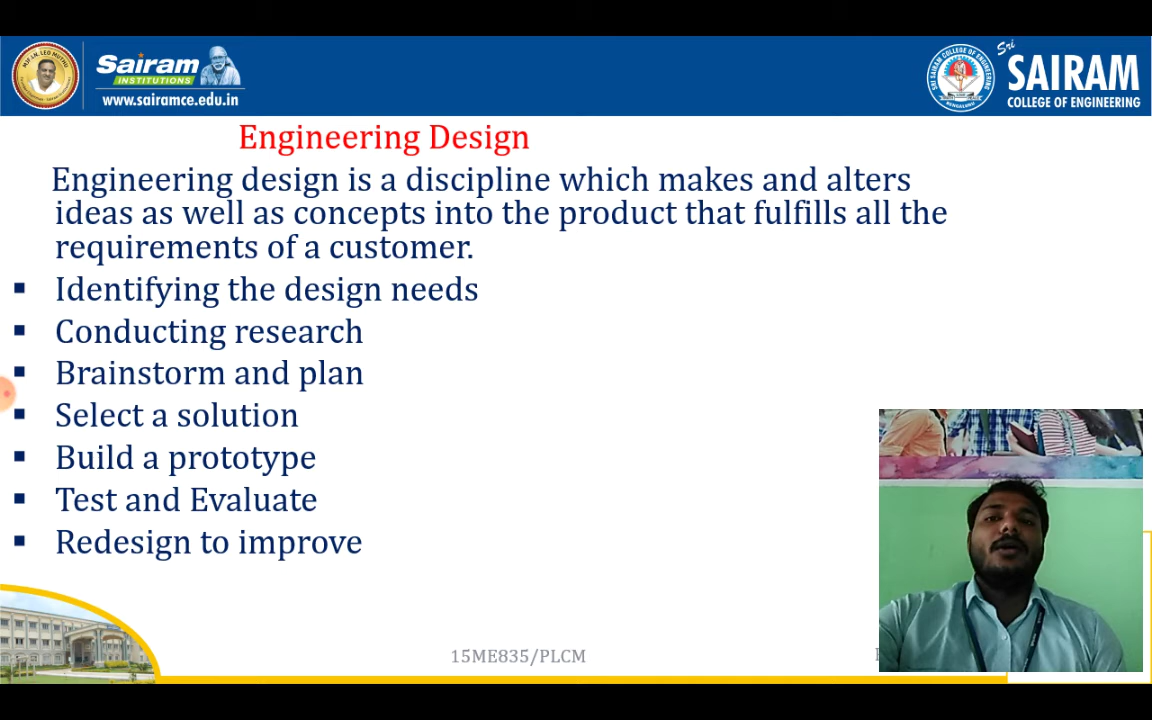 Sairam
INSTITUTIONS
www.sairamce.edu.in
Sri
SAIRAM
COLLEGE OF ENGINEERING
Engineering Design
Engineering design is a discipline which makes and alters
ideas as well as concepts into the product that fulfills all the
requirements of a customer.
▪ Identifying the design needs
▪ Conducting research
▪ Brainstorm and plan
▪ Select a solution
▪ Build a prototype
▪ Test and Evaluate
▪ Redesign to improve
15ME835/PLCM